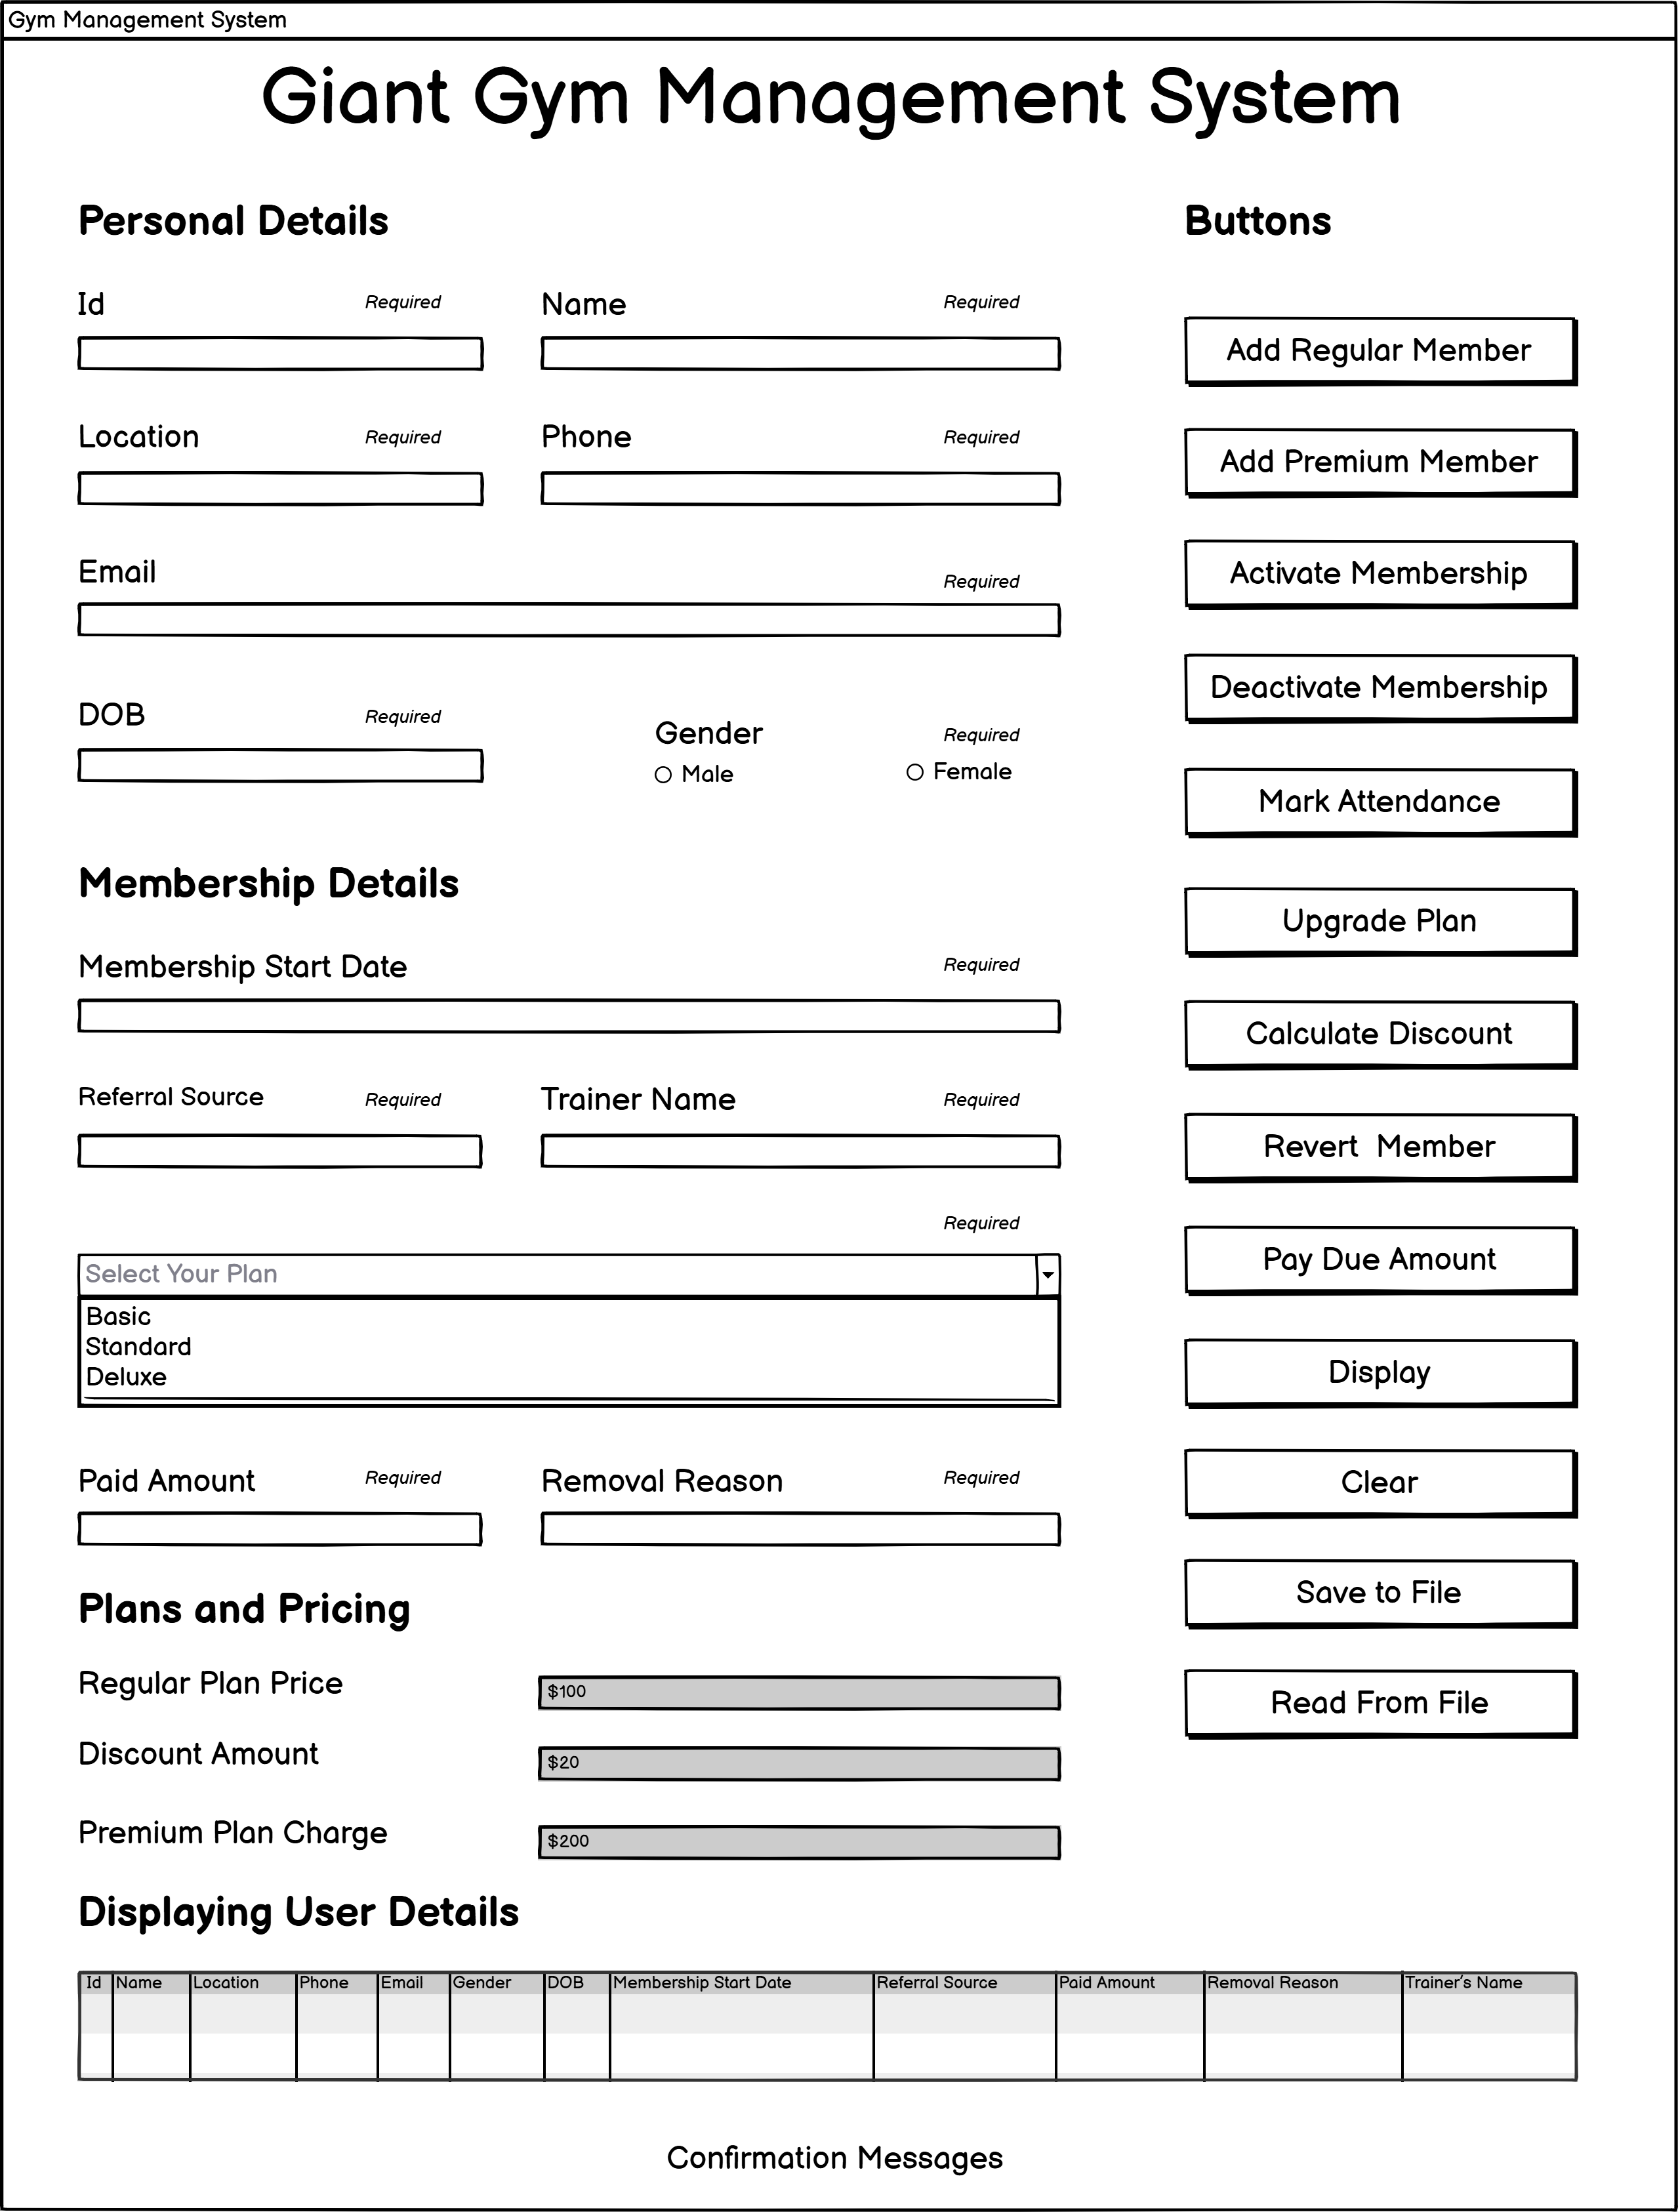 Gym Management System
Giant Gym Management System
Personal Details
Id Required Name Required
Location Required Phone Required
Email Required
DOB Required Gender Required
Male Female
Membership Details
Membership Start Date Required
Referral Source Required Trainer Name Required
Required
Select Your Plan
Basic
Standard
Deluxe
Paid Amount Required Removal Reason Required
Plans and Pricing
Regular Plan Price $100
Discount Amount $20
Premium Plan Charge $200
Buttons
Add Regular Member
Add Premium Member
Activate Membership
Deactivate Membership
Mark Attendance
Upgrade Plan
Calculate Discount
Revert Member
Pay Due Amount
Display
Clear
Save to File
Read From File
Displaying User Details
Id Name Location Phone Email Gender DOB Membership Start Date Referral Source Paid Amount Removal Reason Trainer's Name
Confirmation Messages